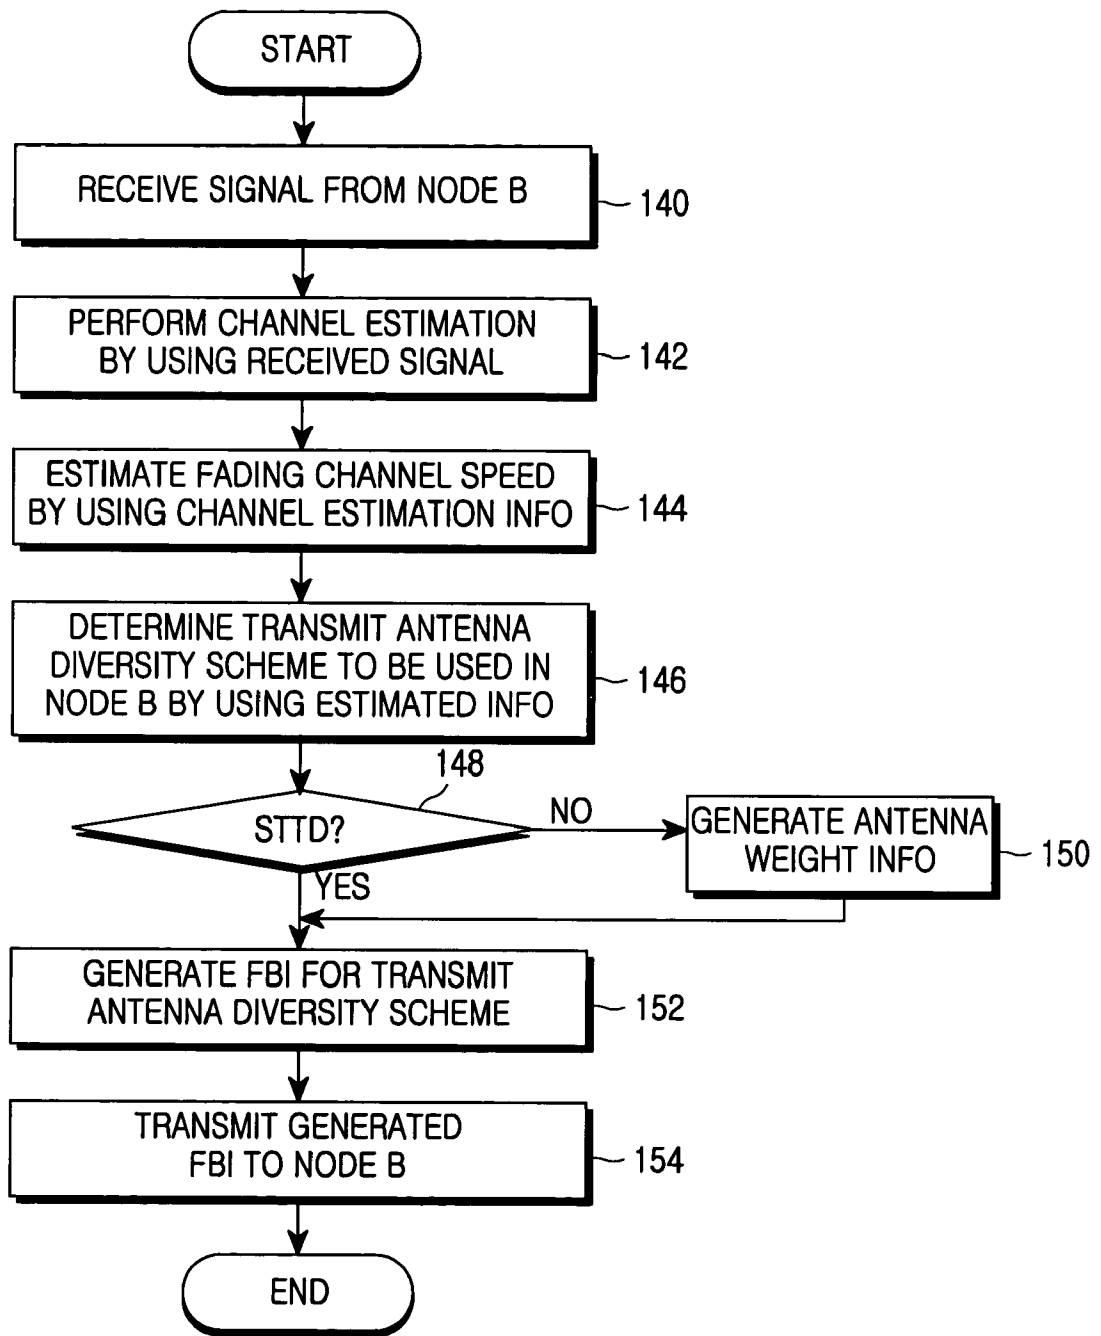 START
RECEIVE SIGNAL FROM NODE B
140
PERFORM CHANNEL ESTIMATION
BY USING RECEIVED SIGNAL
142
ESTIMATE FADING CHANNEL SPEED
BY USING CHANNEL ESTIMATION INFO
144
DETERMINE TRANSMIT ANTENNA
DIVERSITY SCHEME TO BE USED IN
NODE B BY USING ESTIMATED INFO
146
148
STTD?
NO
YES
GENERATE ANTENNA
WEIGHT INFO
150
GENERATE FBI FOR TRANSMIT
ANTENNA DIVERSITY SCHEME
152
TRANSMIT GENERATED
FBI TO NODE B
154
END